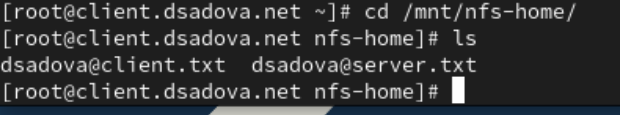 [root@client.dsadova.net ~]# cd /mnt/nfs-home/
[root@client.dsadova.net nfs-home]# ls
dsadova@client.txt  dsadova@server.txt
[root@client.dsadova.net nfs-home]#